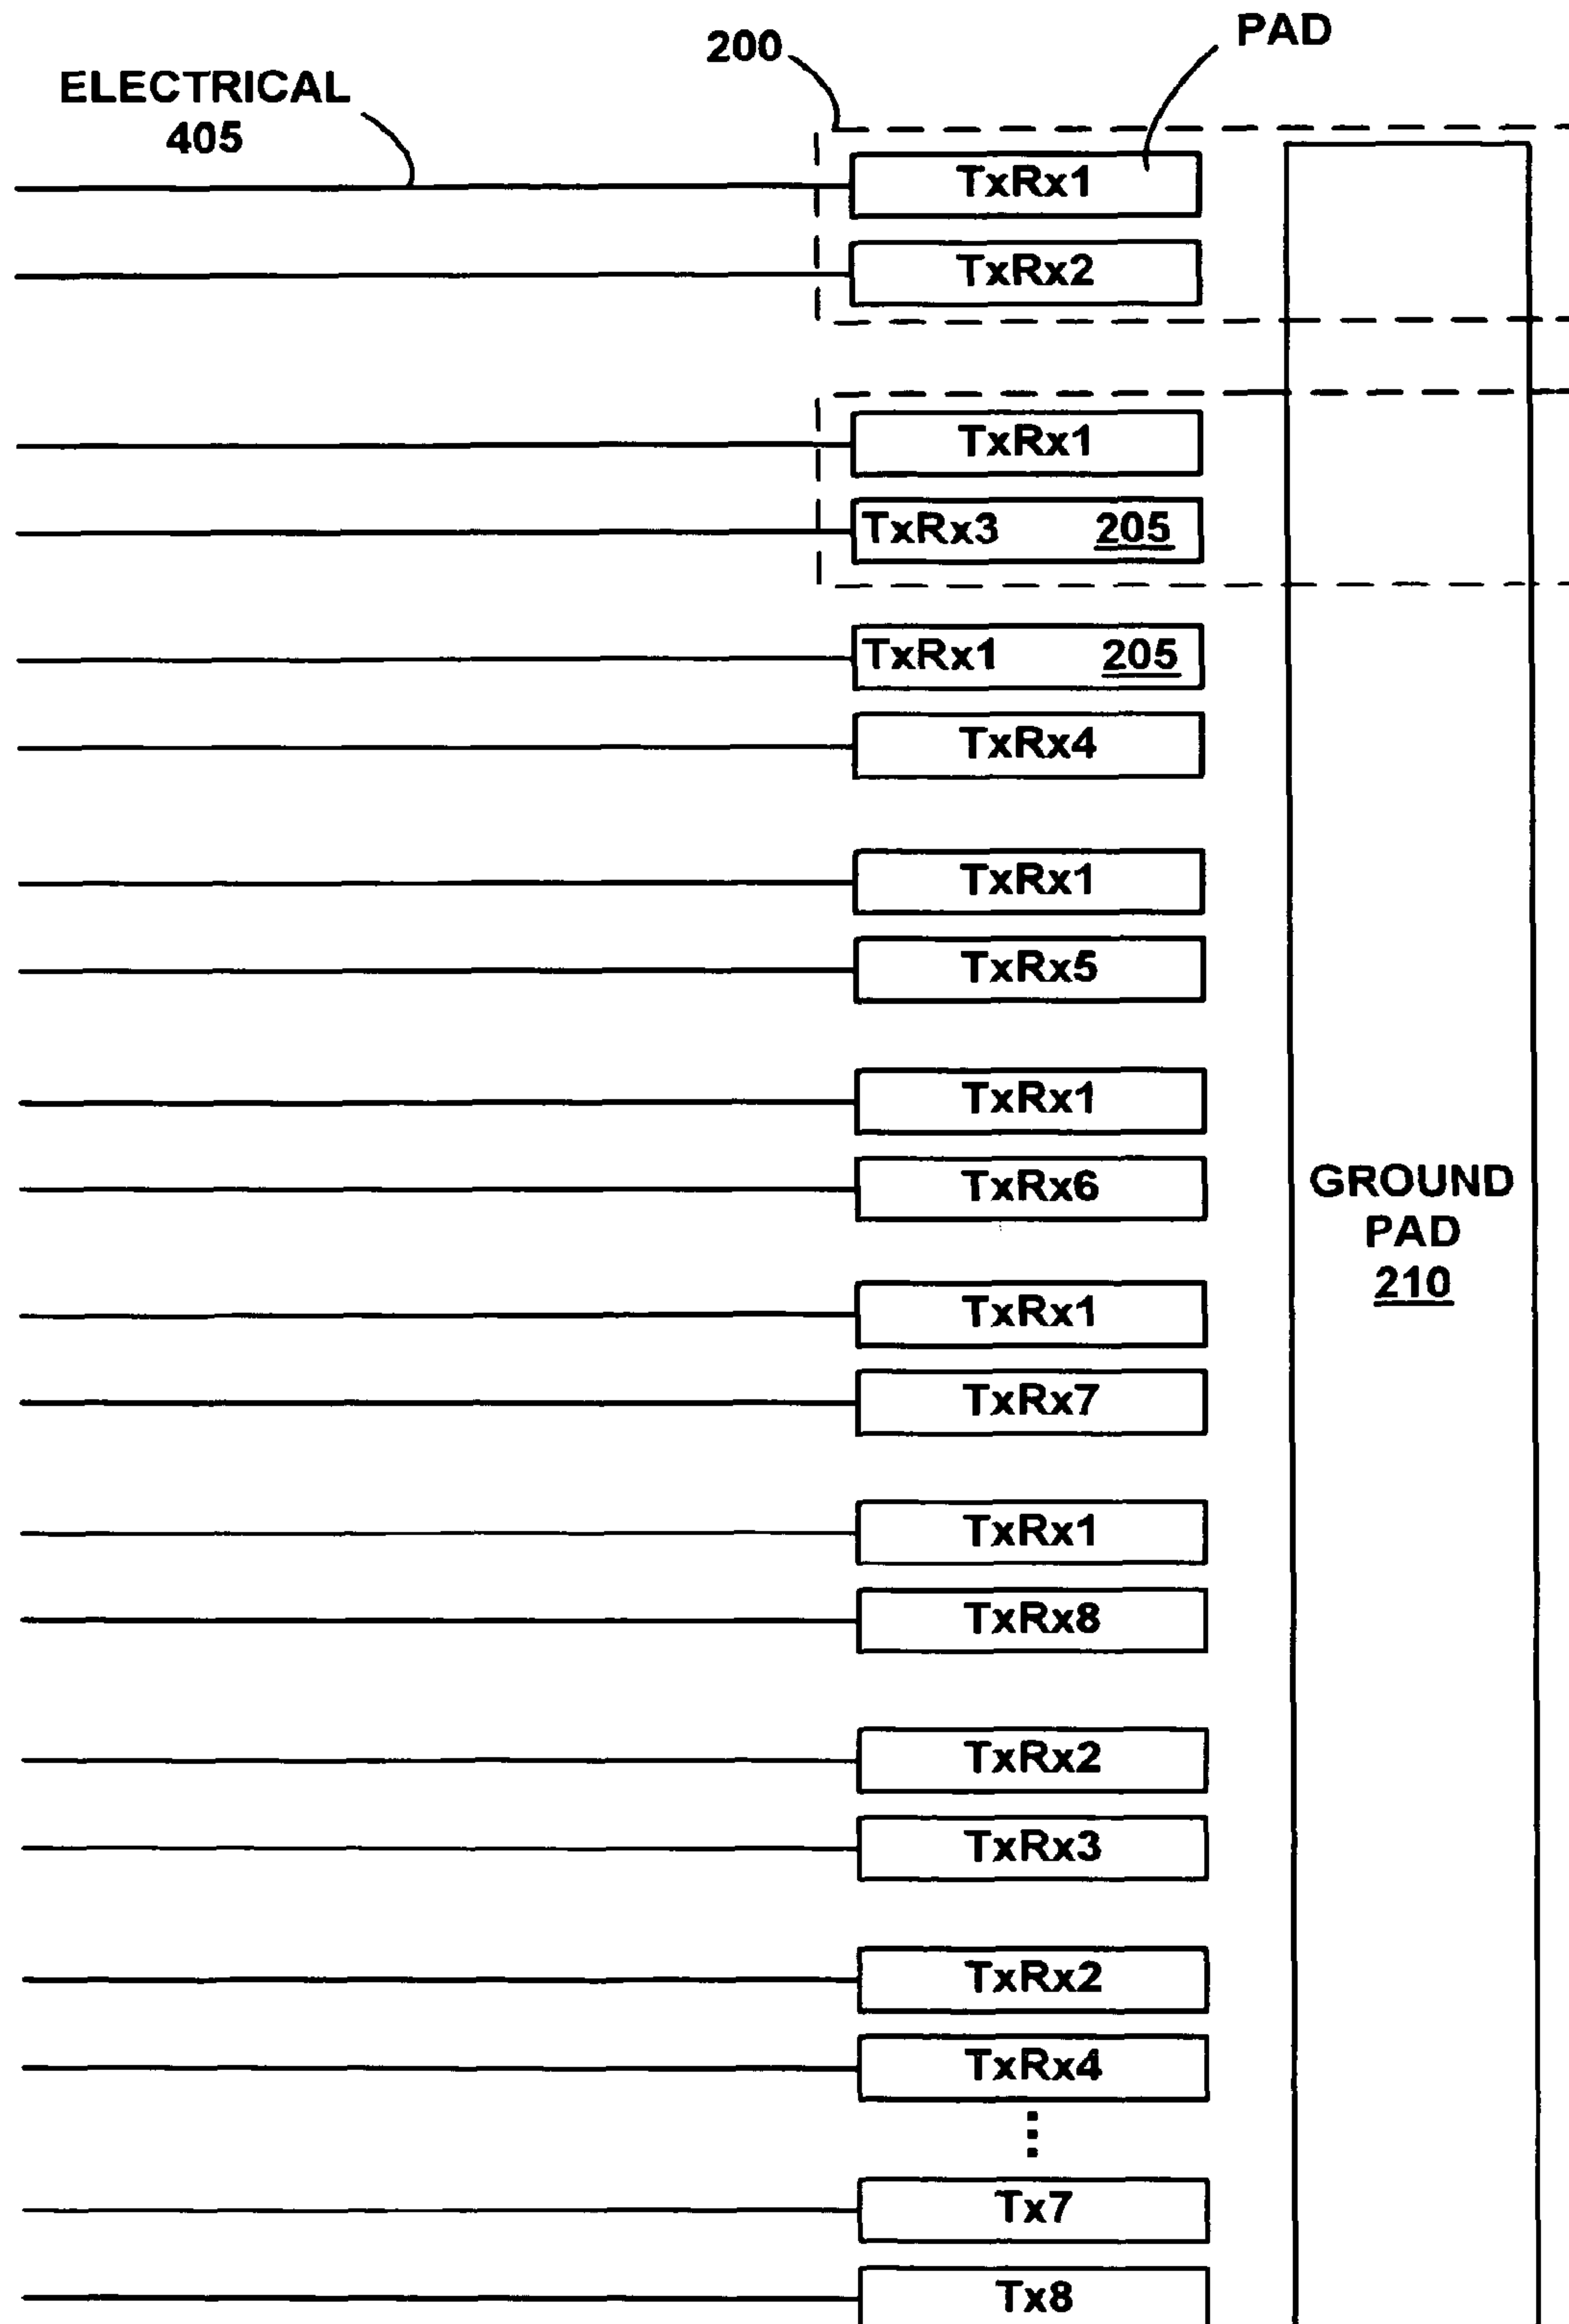 200
PAD
ELECTRICAL
405
TxRx1
TxRx2
TxRx1
TxRx3 205
TxRx1 205
TxRx4
TxRx1
TxRx5
TxRx1
TxRx6
GROUND
PAD
210
TxRx1
TxRx7
TxRx1
TxRx8
TxRx2
TxRx3
TxRx2
TxRx4
⋮
Tx7
Tx8